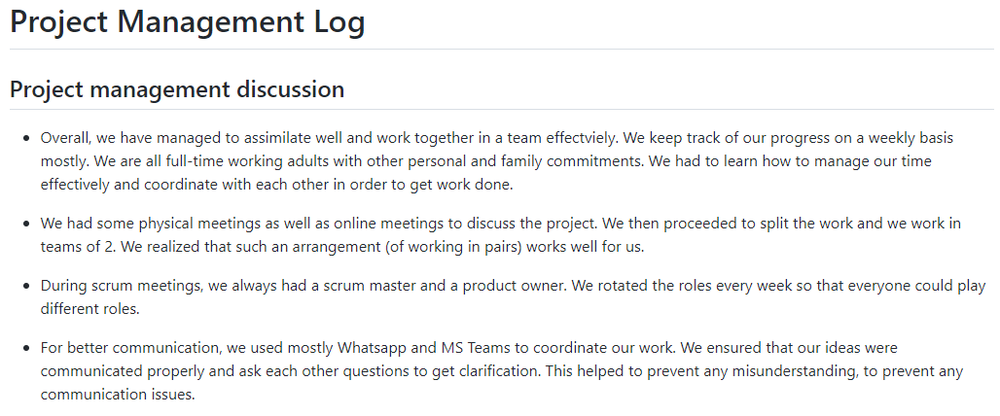 Project Management Log
Project management discussion
Overall, we have managed to assimilate well and work together in a team effectviely. We keep track of our progress on a weekly basis
mostly. We are all full-time working adults with other personal and family commitments. We had to learn how to manage our time
effectively and coordinate with each other in order to get work done.
We had some physical meetings as well as online meetings to discuss the project. We then proceeded to split the work and we work in
teams of 2. We realized that such an arrangement (of working in pairs) works well for us.
During scrum meetings, we always had a scrum master and a product owner. We rotated the roles every week so that everyone could play
different roles.
For better communication, we used mostly Whatsapp and MS Teams to coordinate our work. We ensured that our ideas were
communicated properly and ask each other questions to get clarification. This helped to prevent any misunderstanding, to prevent any
communication issues.